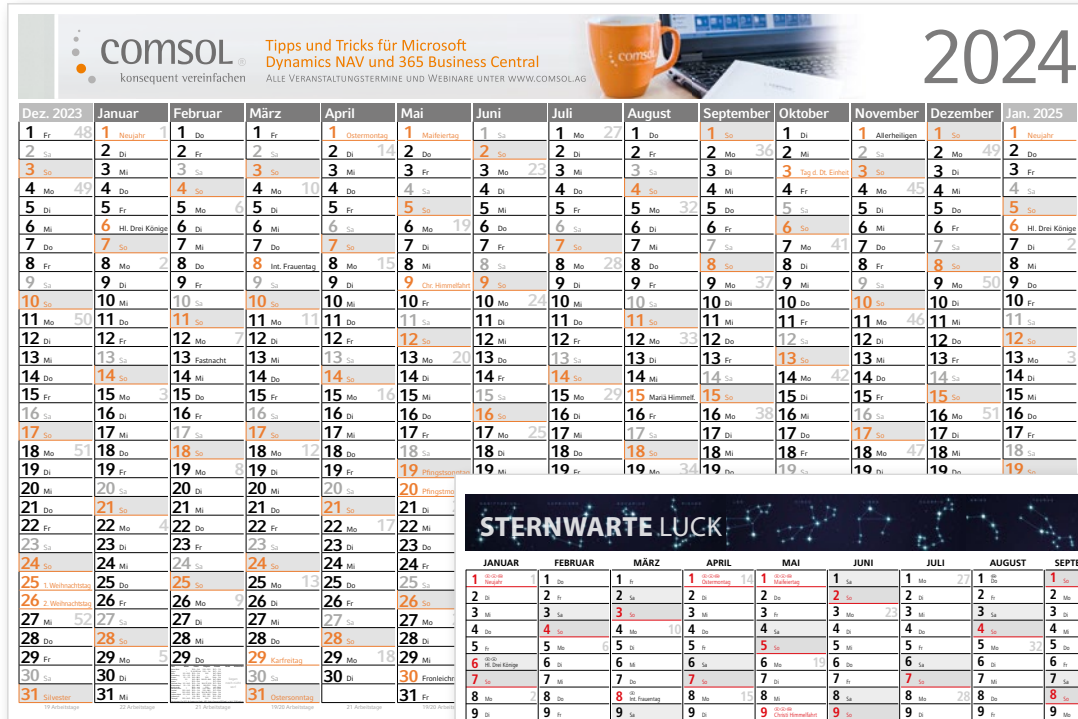 comsol ®
konsequent vereinfachen
Tipps und Tricks für Microsoft
Dynamics NAV und 365 Business Central
Alle Veranstaltungstermine und Webinare unter www.comsol.ag
comsol
2024
Dez. 2023 Januar Februar März April Mai Juni Juli August September Oktober November Dezember Jan. 2025
1 Fr 48 1 Neujahr 1 1 Do 1 Fr 1 Ostermontag 1 Maifeiertag 1 Sa 1 Mo 27 1 Do 1 So 1 Di 1 Allerheiligen 1 So 1 Neujahr
2 Sa 2 Di 2 Fr 2 Sa 2 Di 14 2 Do 2 So 2 Di 2 Fr 2 Mo 36 2 Mi 2 Sa 2 Mo 49 2 Do
3 So 3 Mi 3 Sa 3 So 3 Mi 3 Fr 3 Mo 23 3 Mi 3 Sa 3 Di 3 Tag d. Dt. Einheit 3 So 3 Di 3 Fr
4 Mo 49 4 Do 4 So 4 Mo 10 4 Do 4 Sa 4 Di 4 Do 4 So 4 Mi 4 Fr 4 Mo 45 4 Mi 4 Sa
5 Di 5 Fr 5 Mo 6 5 Di 5 Fr 5 So 5 Mi 5 Fr 5 Mo 32 5 Do 5 Sa 5 Di 5 Do 5 So
6 Mi 6 Hl. Drei Könige 6 Di 6 Mi 6 Sa 6 Mo 19 6 Do 6 Sa 6 Di 6 Fr 6 So 6 Mi 6 Fr 6 Hl. Drei Könige
7 Do 7 So 7 Mi 7 Do 7 So 7 Di 7 Fr 7 So 7 Mi 7 Sa 7 Mo 41 7 Do 7 Sa 7 Di 2
8 Fr 8 Mo 2 8 Do 8 Int. Frauentag 8 Mo 15 8 Mi 8 Sa 8 Mo 28 8 Do 8 So 8 Di 8 Fr 8 So 8 Mi
9 Sa 9 Di 9 Fr 9 Sa 9 Di 9 Chr. Himmelfahrt 9 So 9 Di 9 Fr 9 Mo 37 9 Mi 9 Sa 9 Mo 50 9 Do
10 So 10 Mi 10 Sa 10 So 10 Mi 10 Fr 10 Mo 24 10 Mi 10 Sa 10 Di 10 Do 10 So 10 Di 10 Fr
11 Mo 50 11 Do 11 So 11 Mo 11 11 Do 11 Sa 11 Di 11 Do 11 So 11 Mi 11 Fr 11 Mo 46 11 Mi 11 Sa
12 Di 12 Fr 12 Mo 7 12 Di 12 Fr 12 So 12 Mi 12 Fr 12 Mo 33 12 Do 12 Sa 12 Di 12 Do 12 So
13 Mi 13 Sa 13 Fastnacht 13 Mi 13 Sa 13 Mo 20 13 Do 13 Sa 13 Di 13 Fr 13 So 13 Mi 13 Fr 13 Mo 3
14 Do 14 So 14 Mi 14 Do 14 So 14 Di 14 Fr 14 So 14 Mi 14 Sa 14 Mo 42 14 Do 14 Sa 14 Di
15 Fr 15 Mo 3 15 Do 15 Fr 15 Mo 16 15 Mi 15 Sa 15 Mo 29 15 Mariä Himmelf. 15 So 15 Di 15 Fr 15 So 15 Mi
16 Sa 16 Di 16 Fr 16 Sa 16 Di 16 Do 16 So 16 Di 16 Fr 16 Mo 38 16 Mi 16 Sa 16 Mo 51 16 Do
17 So 17 Mi 17 Sa 17 So 17 Mi 17 Fr 17 Mo 25 17 Mi 17 Sa 17 Di 17 Do 17 So 17 Di 17 Fr
18 Mo 51 18 Do 18 So 18 Mo 12 18 Do 18 Sa 18 Di 18 Do 18 So 18 Mi 18 Fr 18 Mo 47 18 Mi 18 Sa
19 Di 19 Fr 19 Mo 8 19 Di 19 Fr 19 Pfingstsonntag 19 Mi 19 Fr 19 Mo 34 19 Do 19 Sa 19 Di 19 Do 19 So
20 Mi 20 Sa 20 Di 20 Mi 20 Sa 20 Pfingstmo
21 Do 21 So 21 Mi 21 Do 21 So 21 Di
22 Fr 22 Mo 4 22 Do 22 Fr 22 Mo 17 22 Mi
23 Sa 23 Di 23 Fr 23 Sa 23 Di 23 Do
24 So 24 Mi 24 Sa 24 So 24 Mi 24 Fr
25 1. Weihnachtstag 25 Do 25 So 25 Mo 13 25 Do 25 Sa
26 2. Weihnachtstag 26 Fr 26 Mo 9 26 Di 26 Fr 26 So
27 Mi 52 27 Sa 27 Di 27 Mi 27 Sa 27 Mo
28 Do 28 So 28 Mi 28 Do 28 So 28 Di
29 Fr 29 Mo 5 29 Do 29 Karfreitag 29 Mo 18 29 Mi
30 Sa 30 Di 30 Sa 30 Di 30 Fronleichn
31 Silvester 31 Mi 31 Ostersonntag 31 Fr
19 Arbeitstage 22 Arbeitstage 21 Arbeitstage 19/20 Arbeitstage 21 Arbeitstage 19/20
STERNWARTE LUCK
JANUAR FEBRUAR MÄRZ APRIL MAI JUNI JULI AUGUST SEPTE
1 Neujahr 1 1 Do 1 Fr 1 Ostermontag 14 1 Maifeiertag 1 Sa 1 Mo 27 1 Do 1 So
2 Di 2 Fr 2 Sa 2 Di 2 Do 2 So 2 Di 2 Fr 2 Mo
3 Mi 3 Sa 3 So 3 Mi 3 Fr 3 Mo 23 3 Mi 3 Sa 3 Di
4 Do 4 So 4 Mo 10 4 Do 4 Sa 4 Di 4 Do 4 So 4 Mi
5 Fr 5 Mo 6 5 Di 5 Fr 5 So 5 Mi 5 Fr 5 Mo 32 5 Do
6 Hl. Drei Könige 6 Di 6 Mi 6 Sa 6 Mo 19 6 Do 6 Sa 6 Di 6 Fr
7 So 7 Mi 7 Do 7 So 7 Di 7 Fr 7 So 7 Mi 7 Sa
8 Mo 2 8 Do 8 Int. Frauentag 8 Mo 15 8 Mi 8 Sa 8 Mo 28 8 Do 8 So
9 Di 9 Fr 9 Sa 9 Di 9 Christi Himmelfahrt 9 So 9 Di 9 Fr 9 Mo